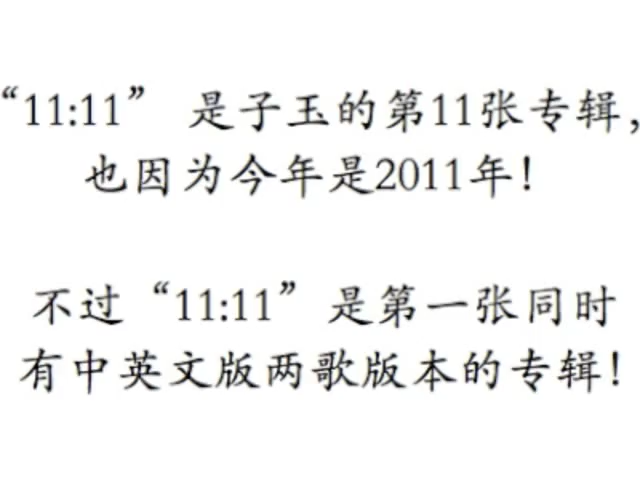 “11:11” 是子玉的第11张专辑,
也因为今年是2011年!
不过“11:11”是第一张同时
有中英文版两歌版本的专辑!